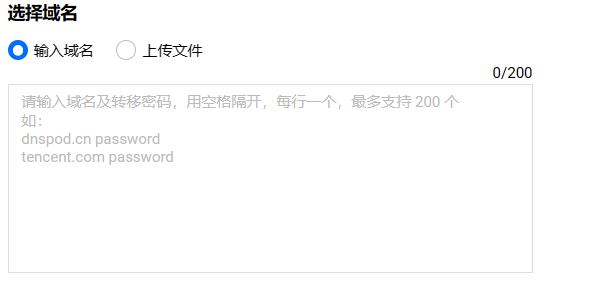 选择域名
输入域名 上传文件
0/200
请输入域名及转移密码，用空格隔开，每行一个，最多支持 200 个
如：
dnspod.cn password
tencent.com password